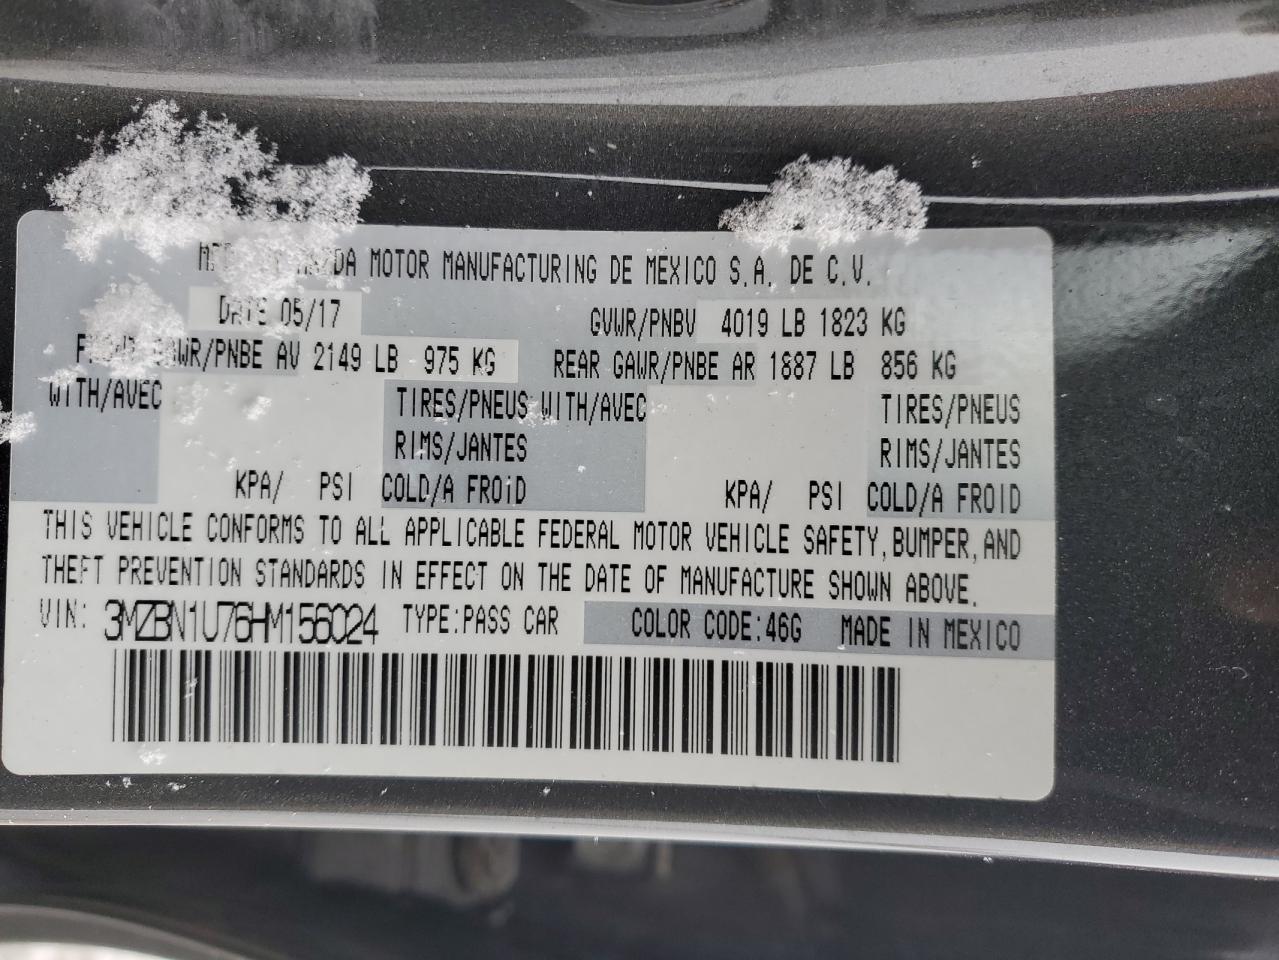 MOTOR MANUFACTURING DE MEXICO S.A. DE C.V.
DATE 05/17 GVWR/PNBV 4019 LB 1823 KG
GAWR/PNBE AV 2149 LB 975 KG REAR GAWR/PNBE AR 1887 LB 856 KG
WITH/AVEC TIRES/PNEUS WITH/AVEC TIRES/PNEUS
RIMS/JANTES RIMS/JANTES
KPA/ PSI COLD/A FROID KPA/ PSI COLD/A FROID
THIS VEHICLE CONFORMS TO ALL APPLICABLE FEDERAL MOTOR VEHICLE SAFETY, BUMPER, AND
THEFT PREVENTION STANDARDS IN EFFECT ON THE DATE OF MANUFACTURE SHOWN ABOVE.
VIN: 3MZBN1U76HM156024 TYPE:PASS CAR COLOR CODE:46G MADE IN MEXICO